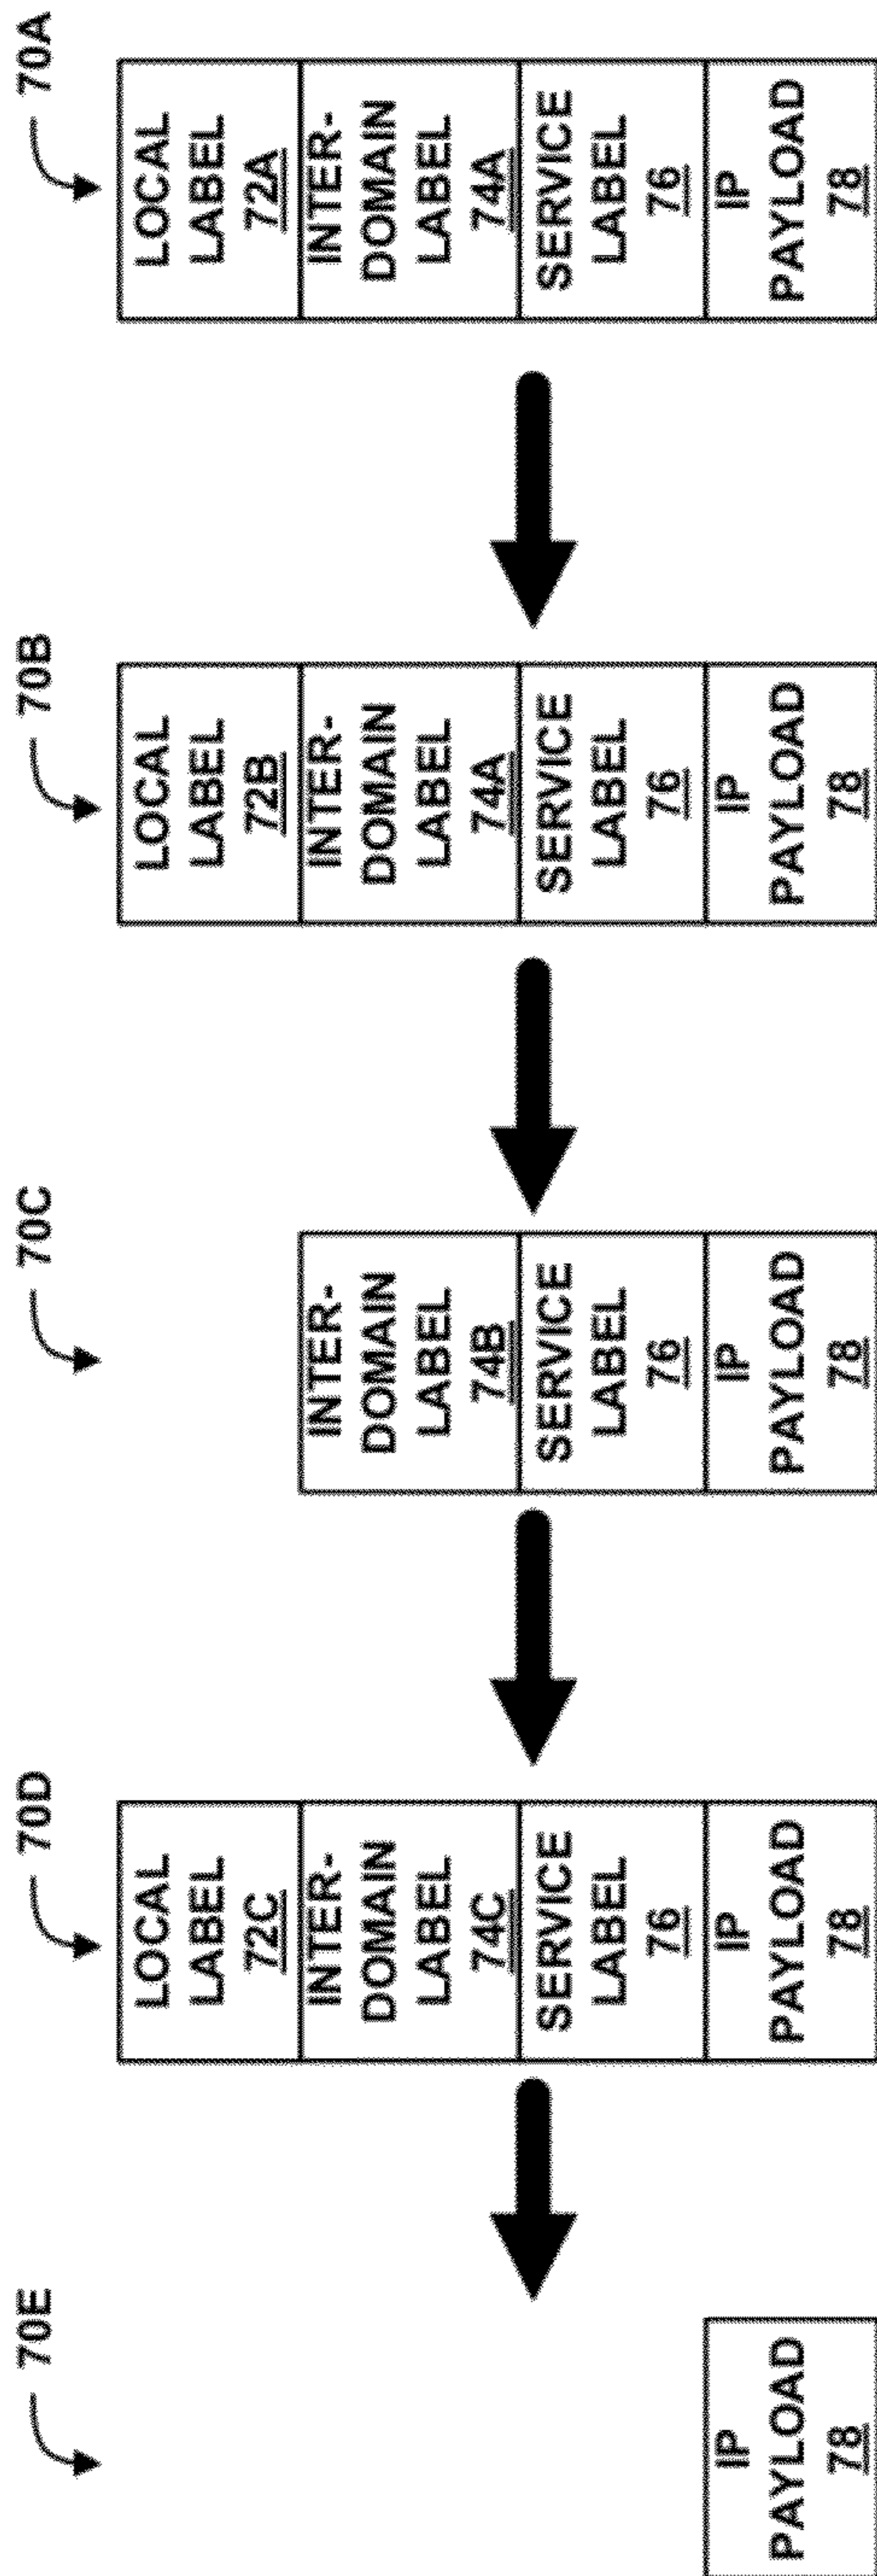 70E
IP
PAYLOAD
78
70D
LOCAL
LABEL
72C
INTER-
DOMAIN
LABEL
74C
SERVICE
LABEL
76
IP
PAYLOAD
78
70C
INTER-
DOMAIN
LABEL
74B
SERVICE
LABEL
76
IP
PAYLOAD
78
70B
LOCAL
LABEL
72B
INTER-
DOMAIN
LABEL
74A
SERVICE
LABEL
76
IP
PAYLOAD
78
70A
LOCAL
LABEL
72A
INTER-
DOMAIN
LABEL
74A
SERVICE
LABEL
76
IP
PAYLOAD
78